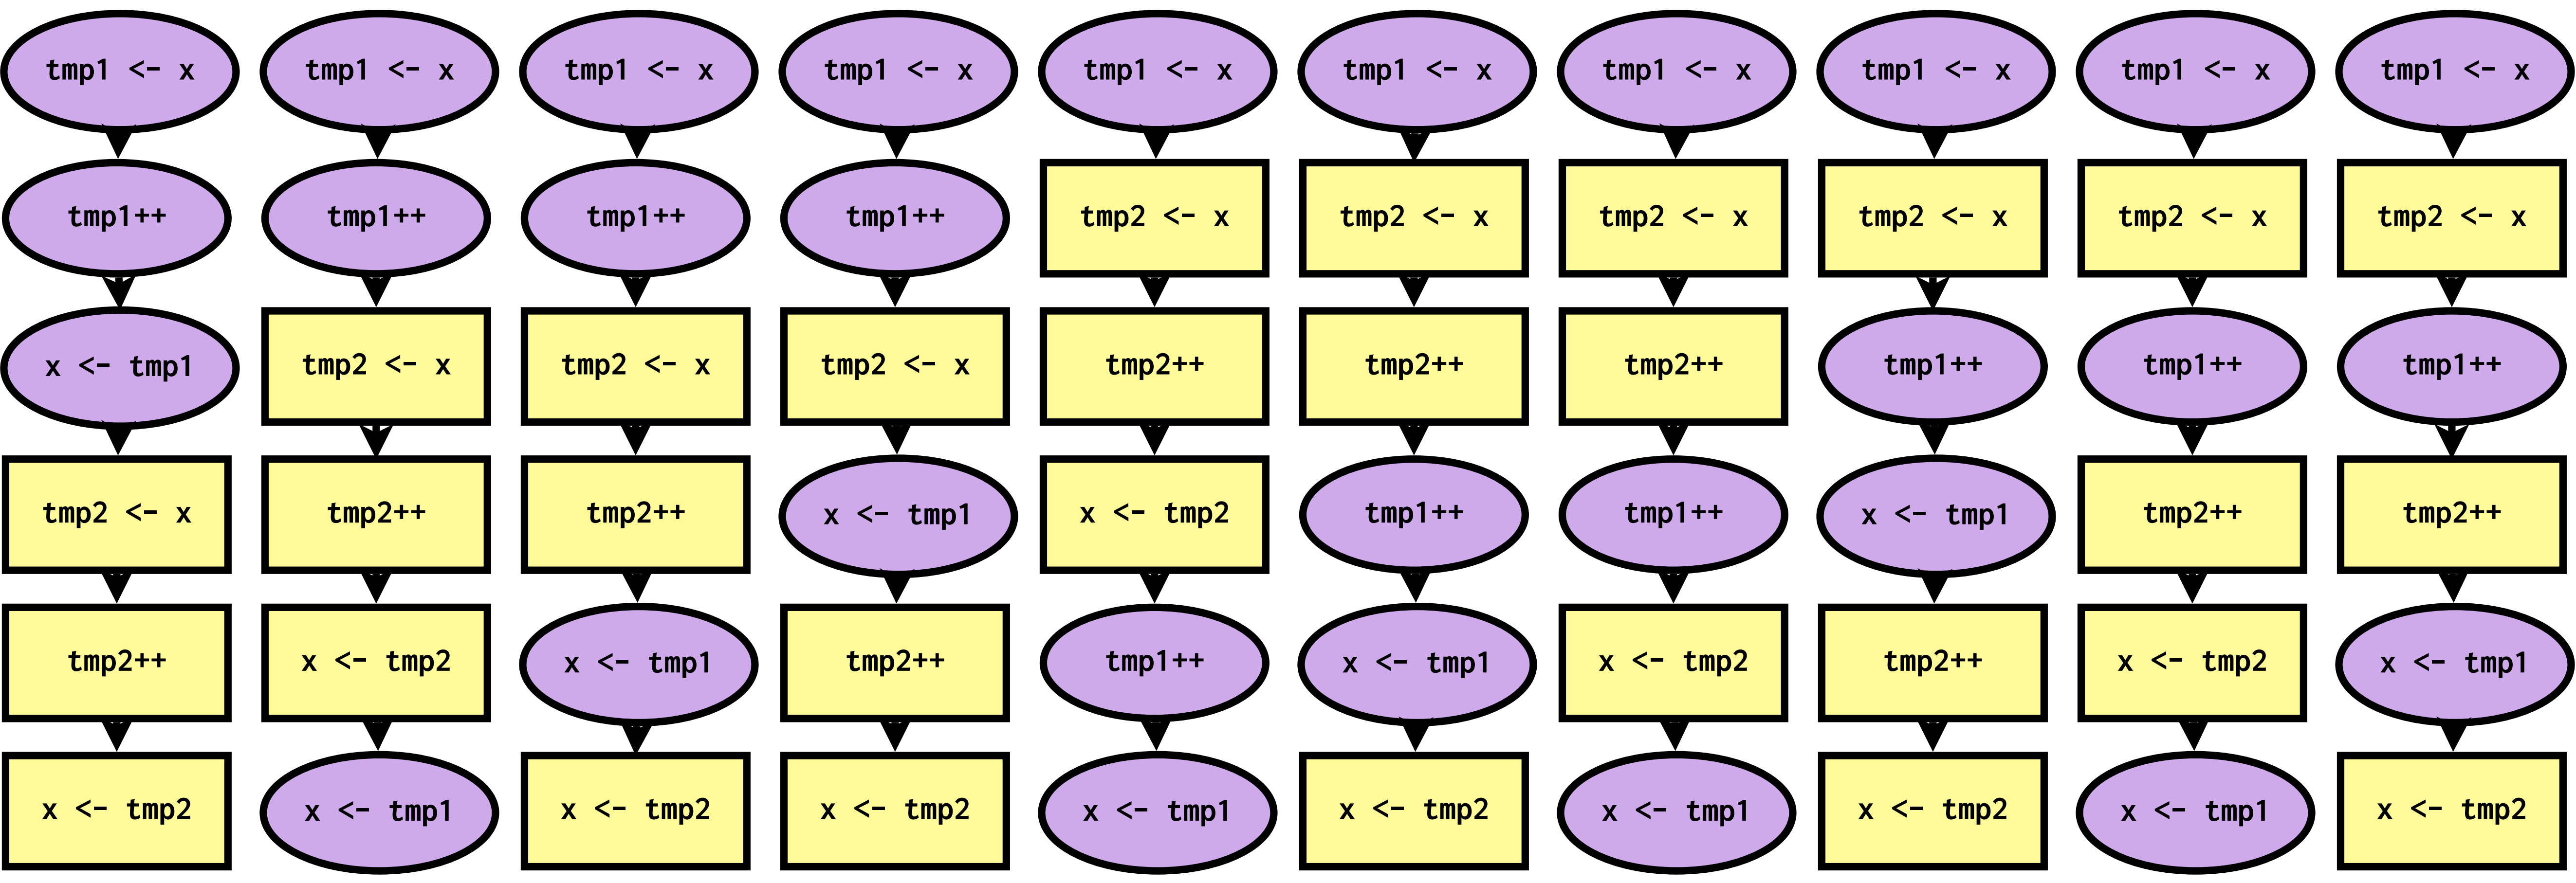 tmp1 <- x
tmp1++
x <- tmp1
tmp2 <- x
tmp2++
x <- tmp2
tmp1 <- x
tmp1++
tmp2 <- x
tmp2++
x <- tmp2
x <- tmp1
tmp1 <- x
tmp1++
tmp2 <- x
tmp2++
x <- tmp1
x <- tmp2
tmp1 <- x
tmp1++
tmp2 <- x
x <- tmp1
tmp2++
x <- tmp2
tmp1 <- x
tmp2 <- x
tmp2++
x <- tmp2
tmp1++
x <- tmp1
tmp1 <- x
tmp2 <- x
tmp2++
tmp1++
x <- tmp1
x <- tmp2
tmp1 <- x
tmp2 <- x
tmp2++
tmp1++
x <- tmp2
x <- tmp1
tmp1 <- x
tmp2 <- x
tmp1++
x <- tmp1
tmp2++
x <- tmp2
tmp1 <- x
tmp2 <- x
tmp1++
tmp2++
x <- tmp2
x <- tmp1
tmp1 <- x
tmp2 <- x
tmp1++
tmp2++
x <- tmp1
x <- tmp2